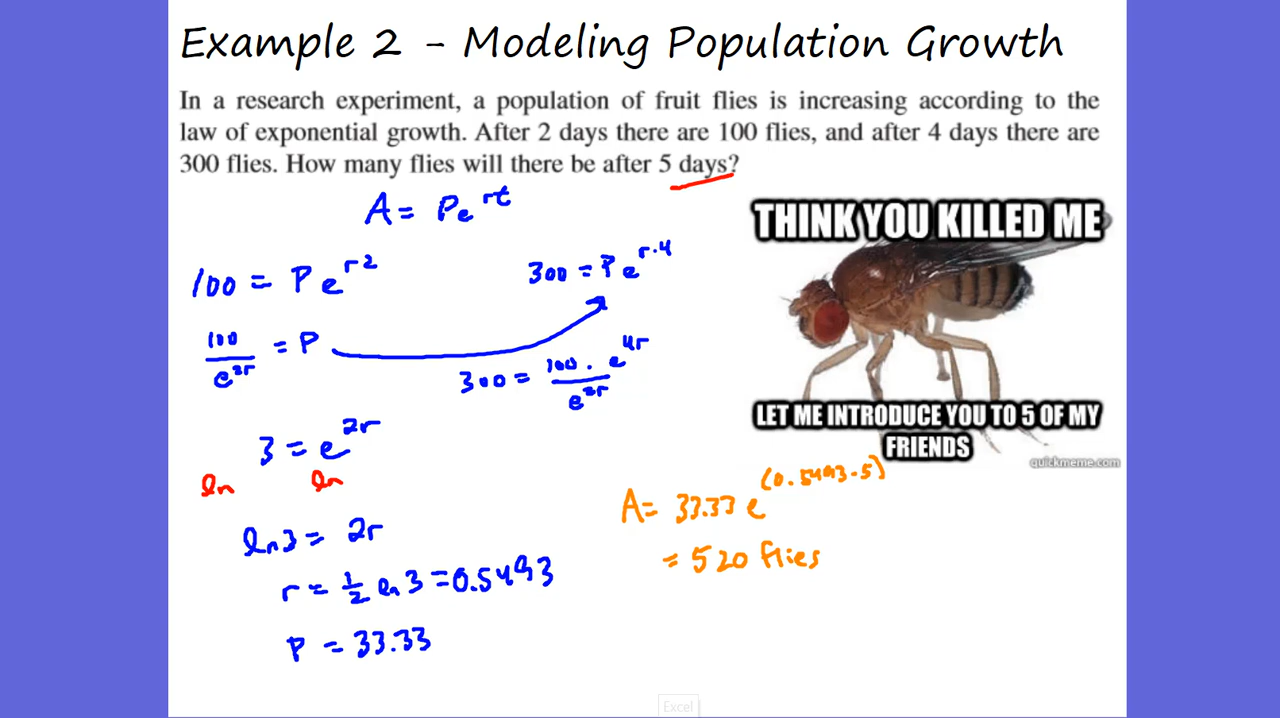 Example 2 - Modeling Population Growth
In a research experiment, a population of fruit flies is increasing according to the
law of exponential growth. After 2 days there are 100 flies, and after 4 days there are
300 flies. How many flies will there be after 5 days?
A = Pe^{rt}
100 = Pe^{r2}
300 = Pe^{r·4}
100/e^{2r} = P
300 = 100/e^{2r} · e^{4r}
3 = e^{2r}
ln ln
ln3 = 2r
r = 1/2 ln 3 = 0.5493
P = 33.33
THINK YOU KILLED ME
LET ME INTRODUCE YOU TO 5 OF MY
FRIENDS
quickmeme.com
A = 33.33 e^{(0.5493·5)}
= 520 flies
Excel